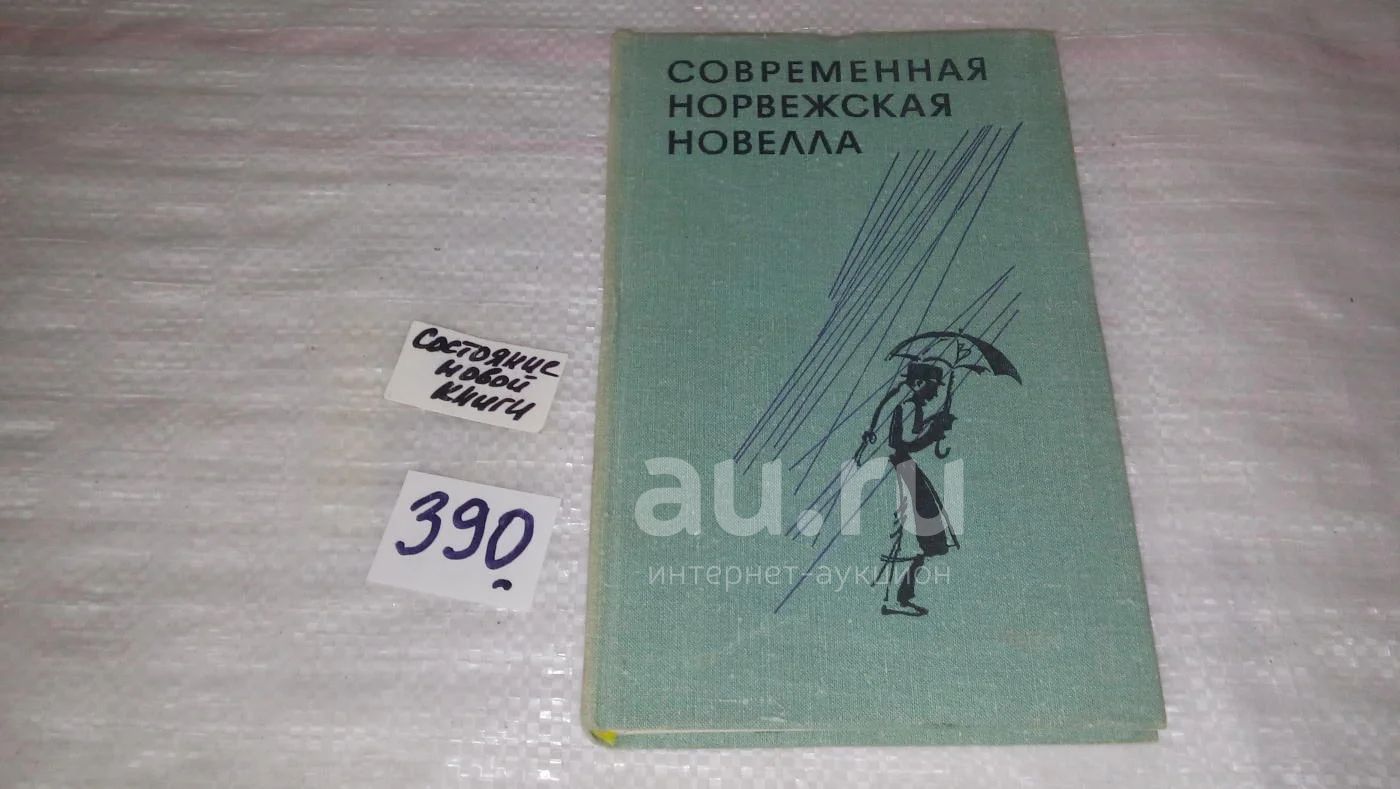 СОВРЕМЕННАЯ
НОРВЕЖСКАЯ
НОВЕЛЛА
Состояние
новой
книги
390
au.ru
интернет-аукцион